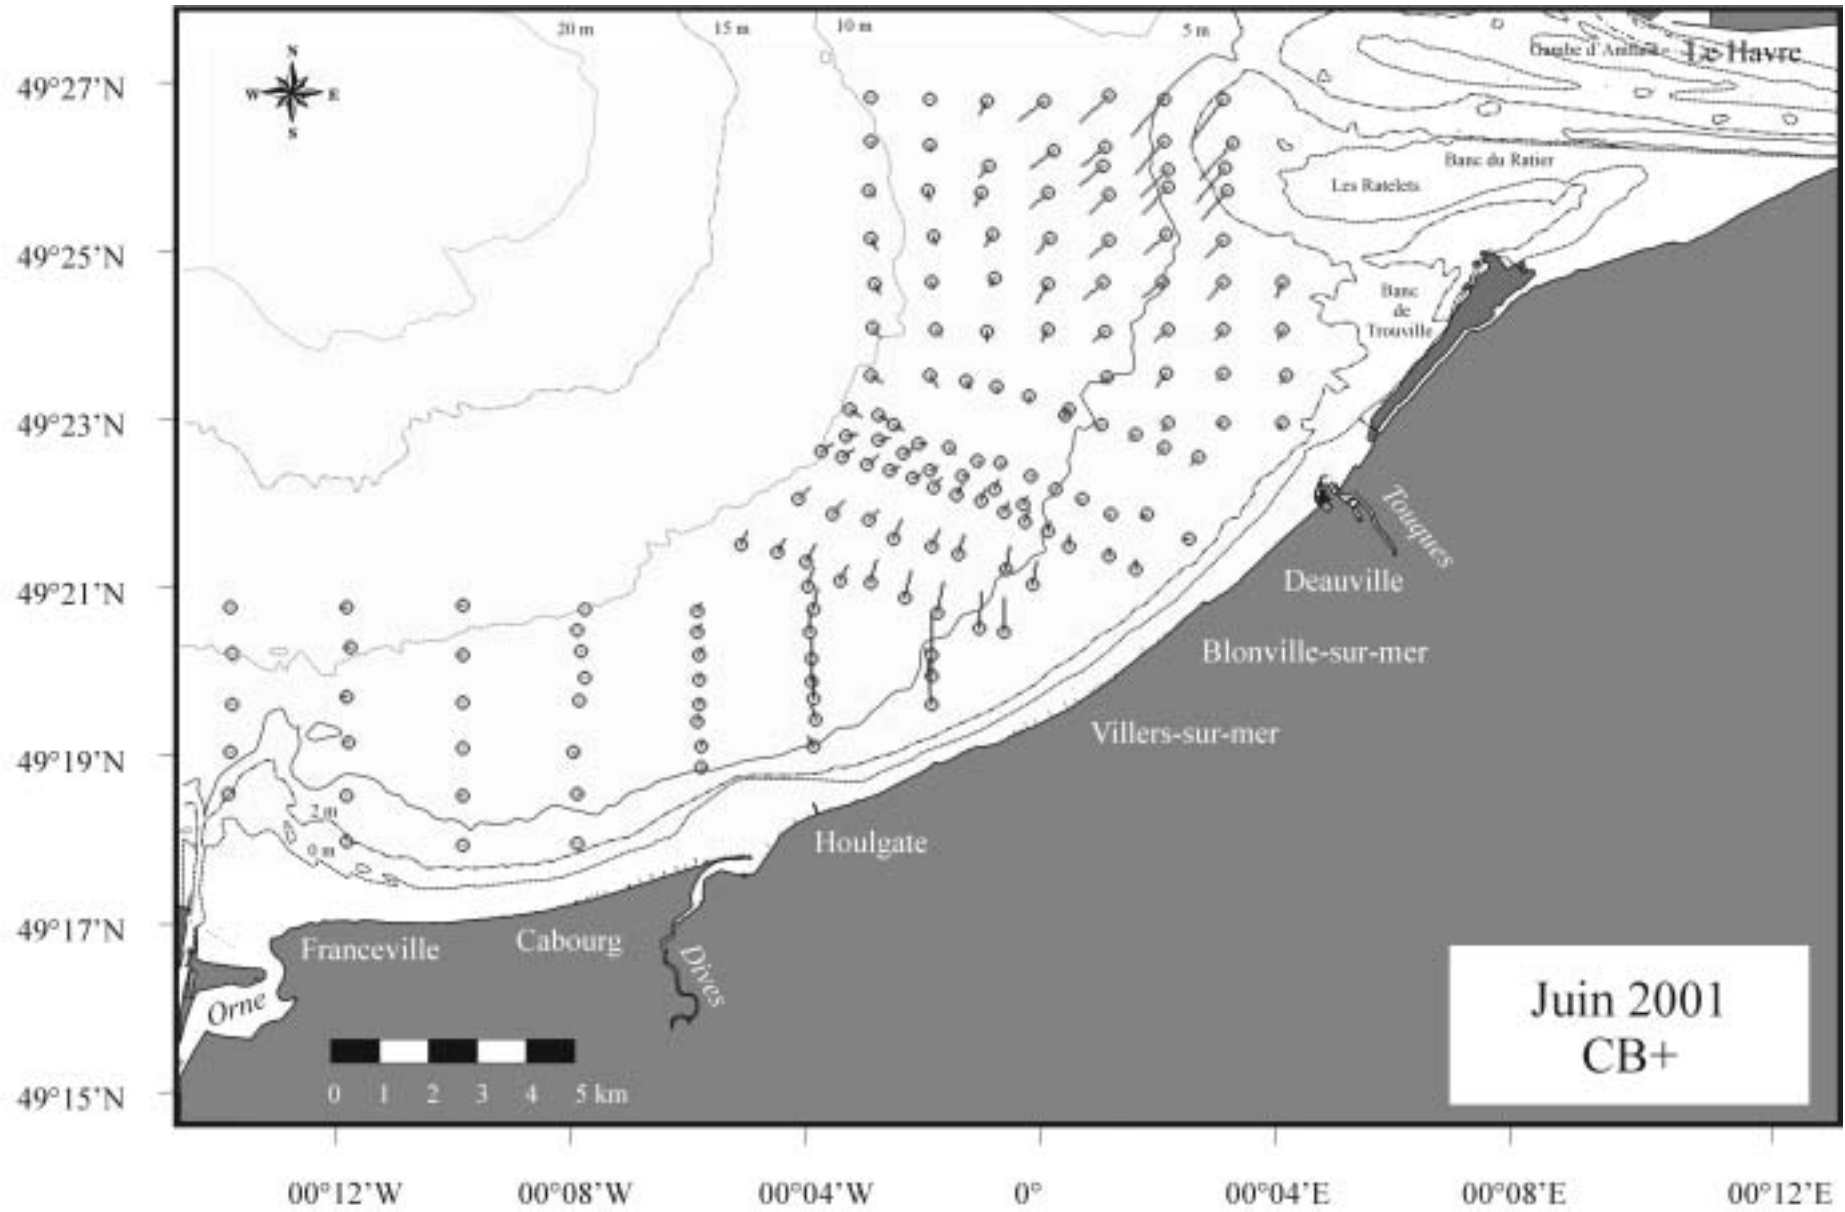 20 m
15 m
10 m
5 m
Le Havre
N
W E
S
49°27’N
Banc du Ratier
Les Ratelets
49°25’N
Banc
de
Trouville
49°23’N
Touques
49°21’N
Deauville
Blonville-sur-mer
Villers-sur-mer
49°19’N
2 m
0 m
Houlgate
49°17’N
Franceville
Cabourg
Dives
Orne
Juin 2001
CB+
0 1 2 3 4 5 km
49°15’N
00°12’W 00°08’W 00°04’W 0° 00°04’E 00°08’E 00°12’E